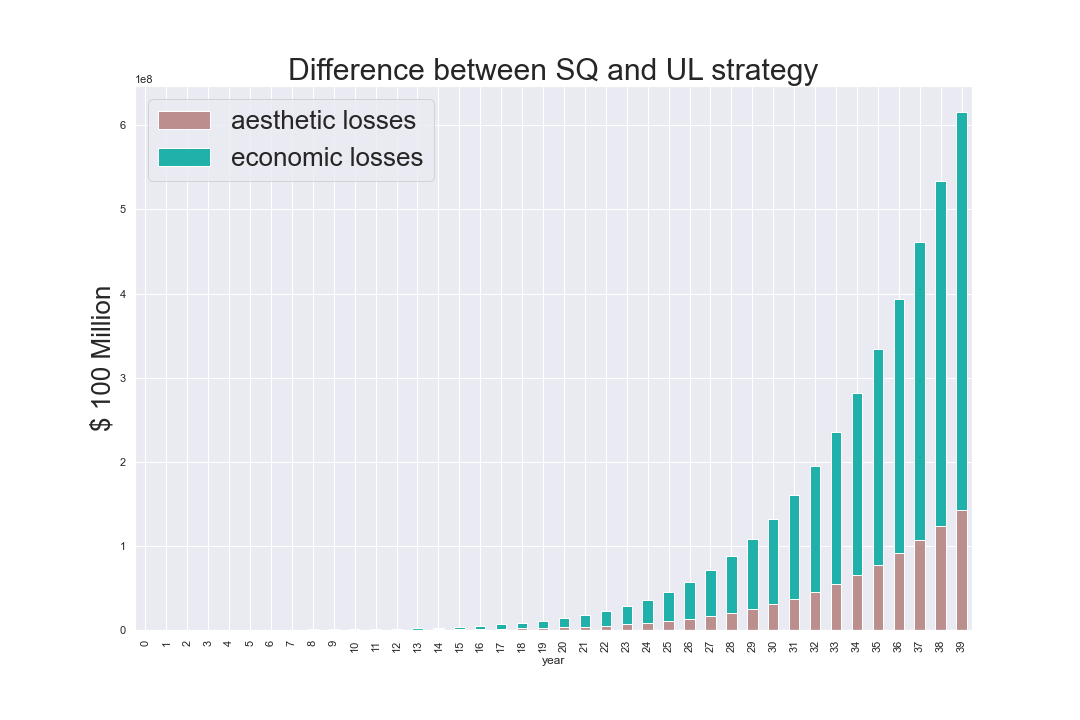 Difference between SQ and UL strategy
1e8
aesthetic losses
economic losses
$ 100 Million
6
5
4
3
2
1
0
0 1 2 3 4 5 6 7 8 9 10 11 12 13 14 15 16 17 18 19 20 21 22 23 24 25 26 27 28 29 30 31 32 33 34 35 36 37 38 39
year